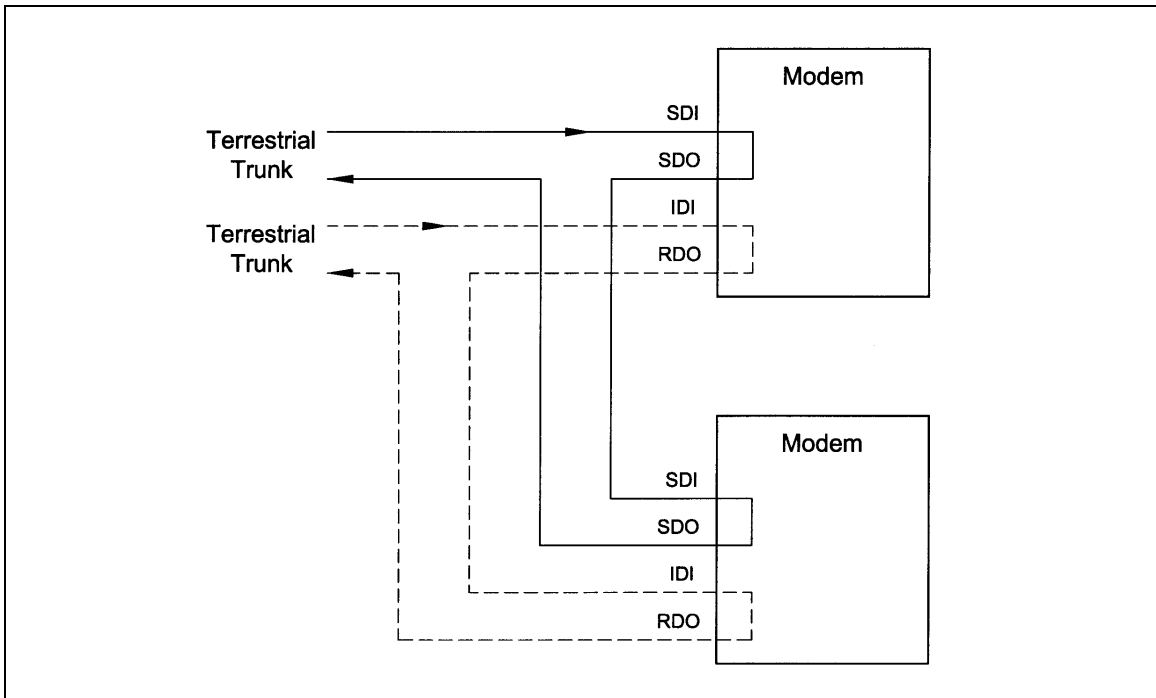 Modem
SDI
Terrestrial
Trunk
SDO
IDI
Terrestrial
Trunk
RDO
Modem
SDI
SDO
IDI
RDO